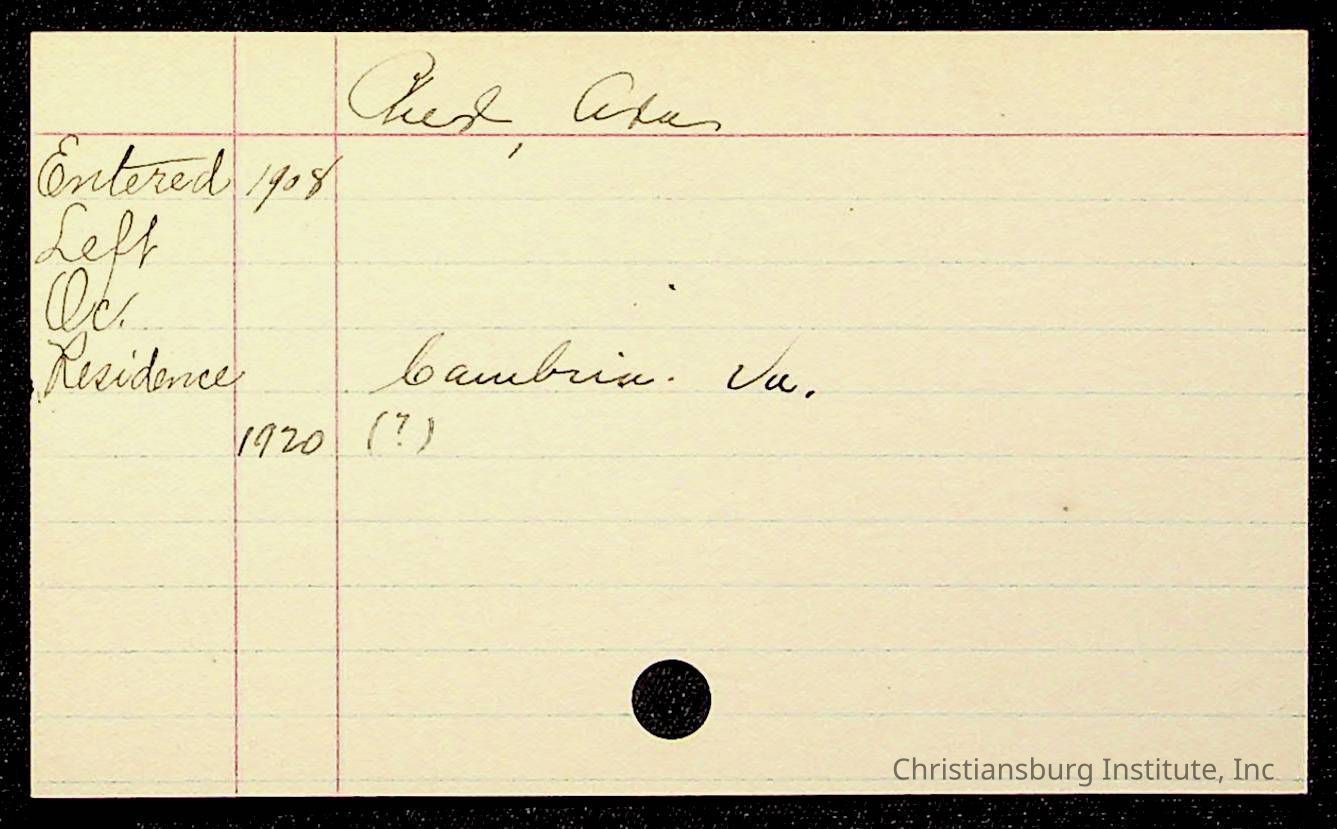 Entered 1908
Left
Oc.
Residence Cambria. Va.
1920 (?)
Christiansburg Institute, Inc